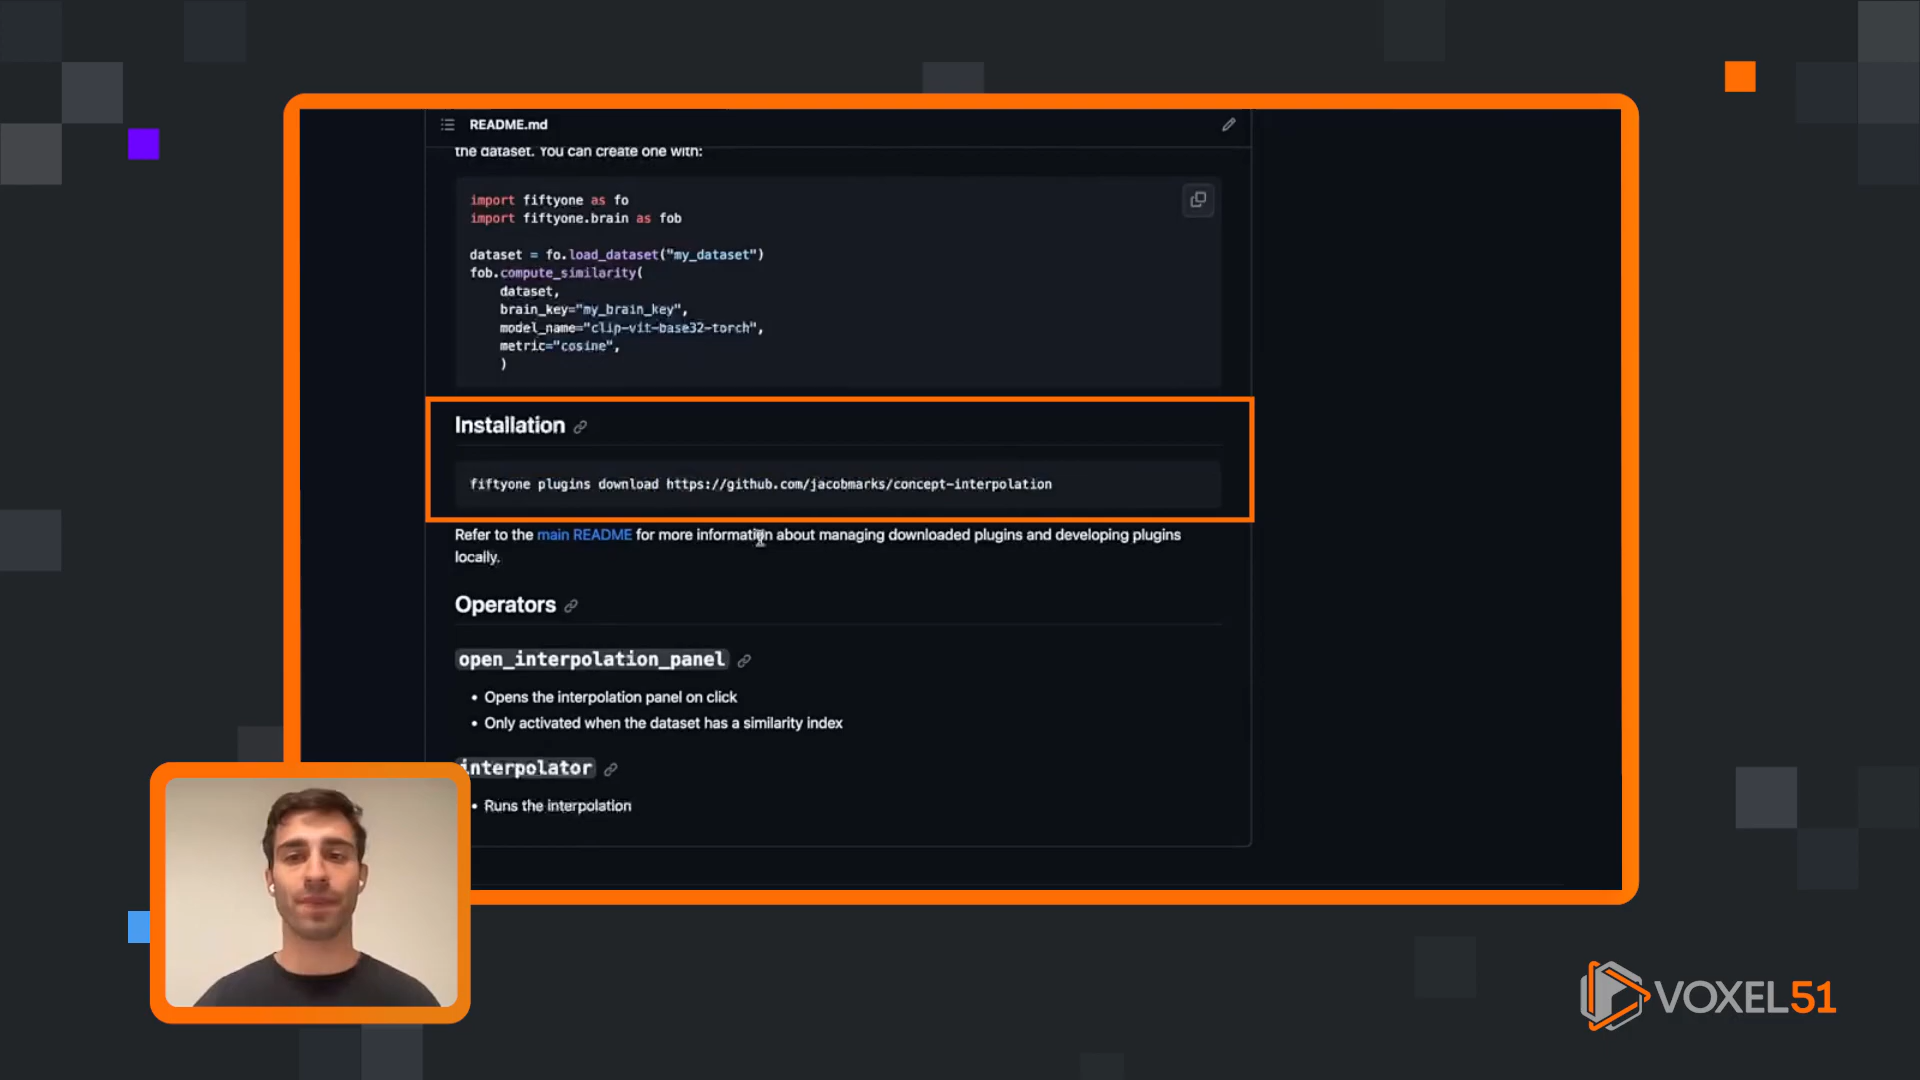 README.md
the dataset. You can create one with:
import fiftyone as fo
import fiftyone.brain as fob
dataset = fo.load_dataset("my_dataset")
fob.compute_similarity(
    dataset,
    brain_key="my_brain_key",
    model_name="clip-vit-base32-torch",
    metric="cosine",
    )
Installation
fiftyone plugins download https://github.com/jacobmarks/concept-interpolation
Refer to the main README for more information about managing downloaded plugins and developing plugins
locally.
Operators
open_interpolation_panel
• Opens the interpolation panel on click
• Only activated when the dataset has a similarity index
interpolator
• Runs the interpolation
VOXEL51